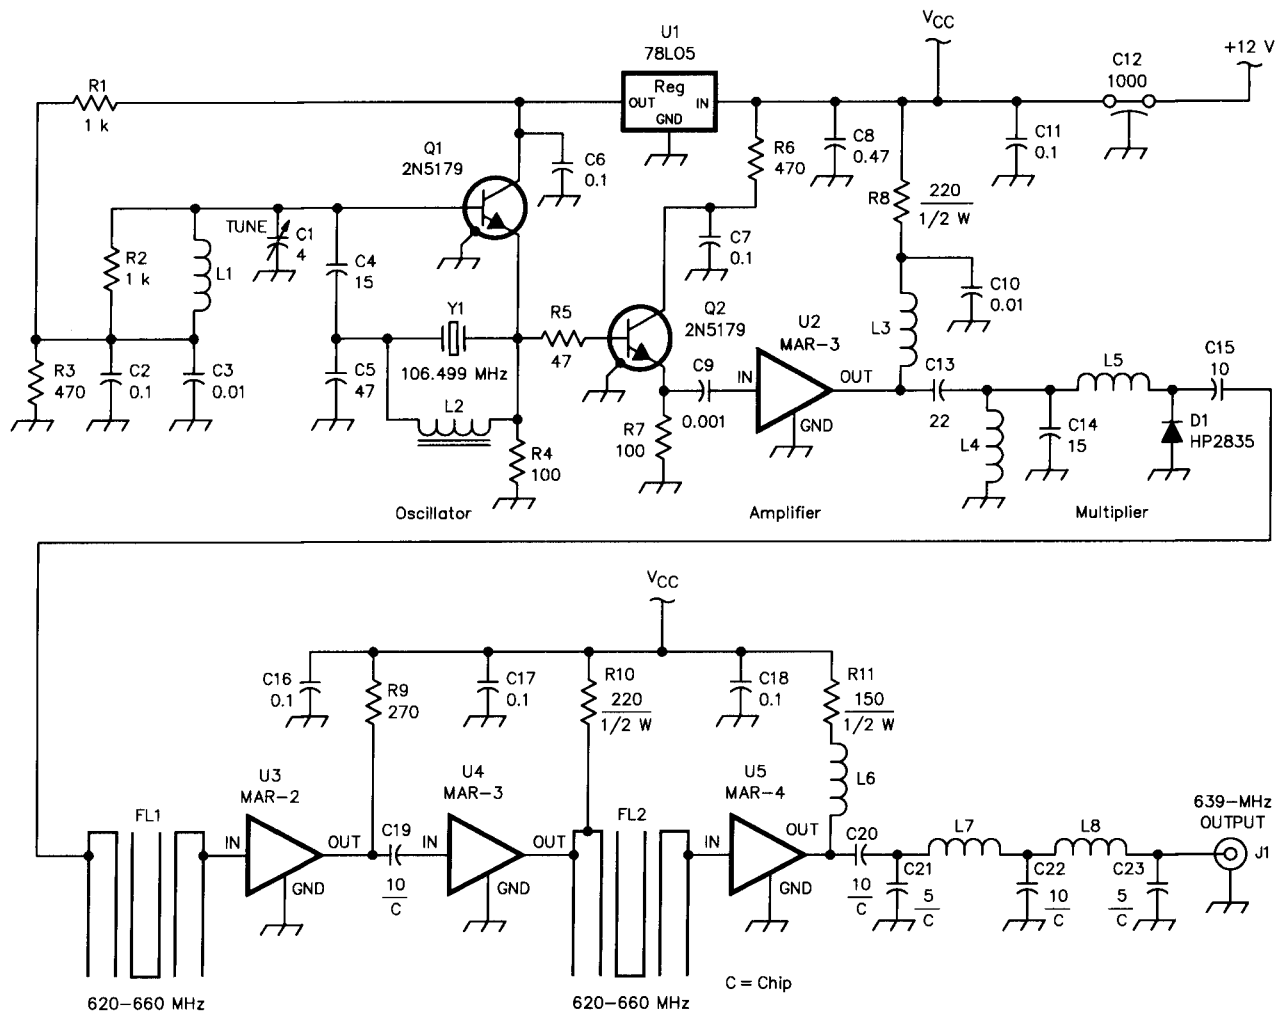 VCC
U1
78L05
+12 V
C12
1000
R1
1 k
Reg
OUT
IN
GND
Q1
2N5179
C6
0.1
R6
470
C8
0.47
C11
0.1
R8
220
1/2 W
TUNE
C1
4
C7
0.1
R2
1 k
L1
C4
15
C10
0.01
Y1
R5
Q2
2N5179
U2
MAR-3
L3
L5
C15
10
R3
470
C2
0.1
C3
0.01
C5
47
106.499 MHz
47
C9
IN
OUT
C13
L2
GND
R7
100
0.001
22
L4
C14
15
D1
HP2835
R4
100
Oscillator
Amplifier
Multiplier
VCC
C16
0.1
R9
270
C17
0.1
R10
220
1/2 W
C18
0.1
R11
150
1/2 W
U3
MAR-2
U4
MAR-3
U5
MAR-4
L6
639-MHz
OUTPUT
FL1
FL2
IN
OUT
C19
IN
OUT
IN
OUT
C20
L7
L8
J1
GND
10
C
GND
GND
10
C
C21
5
C
C22
10
C
C23
5
C
C = Chip
620-660 MHz
620-660 MHz